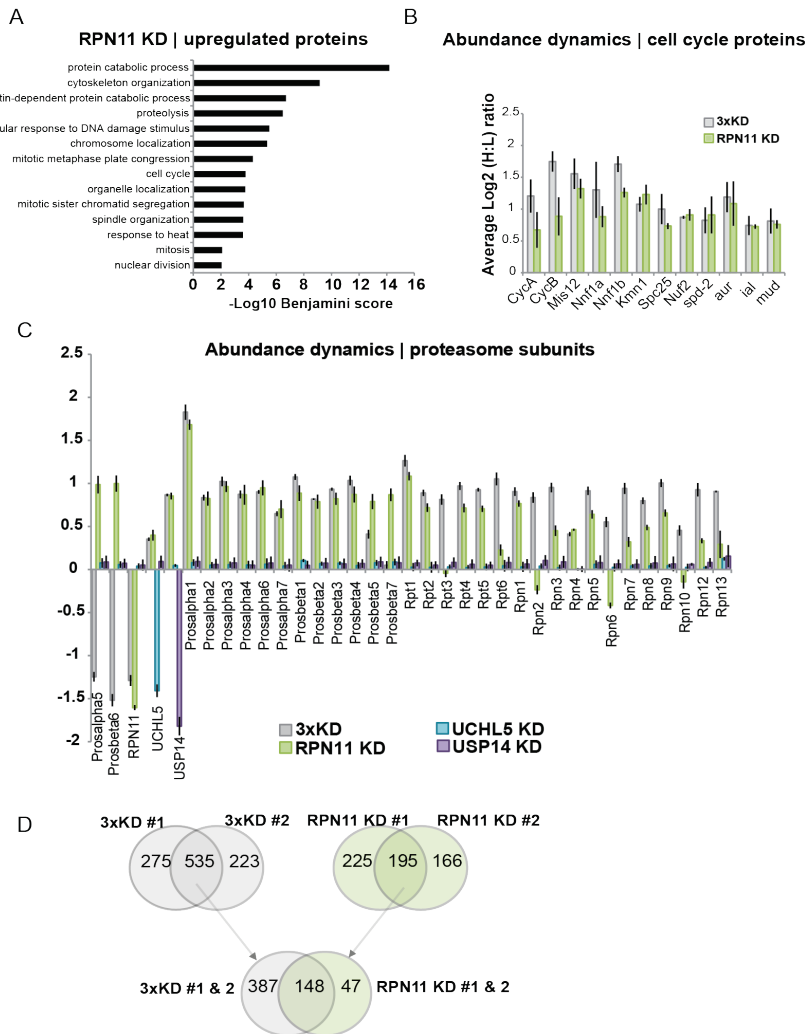 A
RPN11 KD | upregulated proteins
protein catabolic process
cytoskeleton organization
tin-dependent protein catabolic process
proteolysis
ular response to DNA damage stimulus
chromosome localization
mitotic metaphase plate congression
cell cycle
organelle localization
mitotic sister chromatid segregation
spindle organization
response to heat
mitosis
nuclear division
0 2 4 6 8 10 12 14 16
-Log10 Benjamini score
B
Abundance dynamics | cell cycle proteins
Average Log2 (H:L) ratio
2.5
2
1.5
1
0.5
0
3xKD
RPN11 KD
CycA CycB Mis12 Nnf1a Nnf1b Kmn1 Spc25 Nuf2 spd-2 aur ial mud
C
Abundance dynamics | proteasome subunits
2.5
2
1.5
1
0.5
0
-0.5
-1
-1.5
-2
Prosalpha5 Prosbeta6 RPN11 UCHL5 USP14 Prosalpha1 Prosalpha2 Prosalpha3 Prosalpha4 Prosalpha6 Prosalpha7 Prosbeta1 Prosbeta2 Prosbeta3 Prosbeta4 Prosbeta5 Prosbeta7 Rpt1 Rpt2 Rpt3 Rpt4 Rpt5 Rpt6 Rpn1 Rpn2 Rpn3 Rpn4 Rpn5 Rpn6 Rpn7 Rpn8 Rpn9 Rpn10 Rpn12 Rpn13
3xKD UCHL5 KD
RPN11 KD USP14 KD
D
3xKD #1 3xKD #2 RPN11 KD #1 RPN11 KD #2
275 535 223 225 195 166
3xKD #1 & 2 387 148 47 RPN11 KD #1 & 2